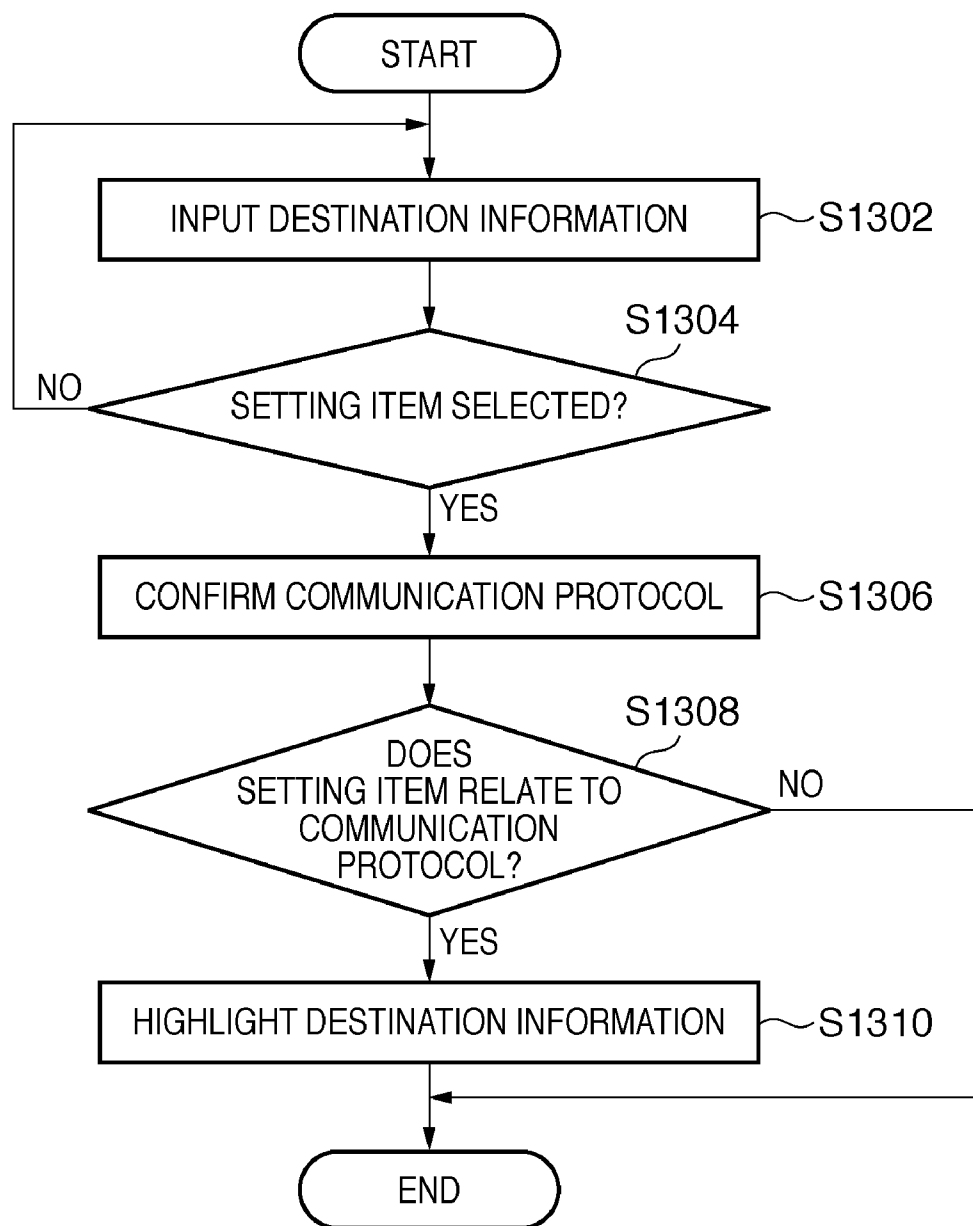 START
INPUT DESTINATION INFORMATION
S1302
S1304
SETTING ITEM SELECTED?
NO
YES
CONFIRM COMMUNICATION PROTOCOL
S1306
S1308
DOES
SETTING ITEM RELATE TO
COMMUNICATION
PROTOCOL?
NO
YES
HIGHLIGHT DESTINATION INFORMATION
S1310
END